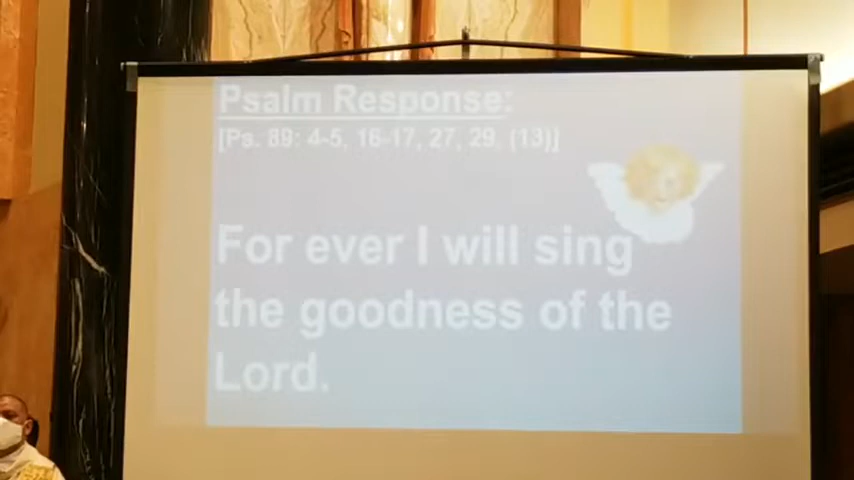 Psalm Response:
[Ps. 89: 4-5, 16-17, 27, 29, (13)]
For ever I will sing
the goodness of the
Lord.